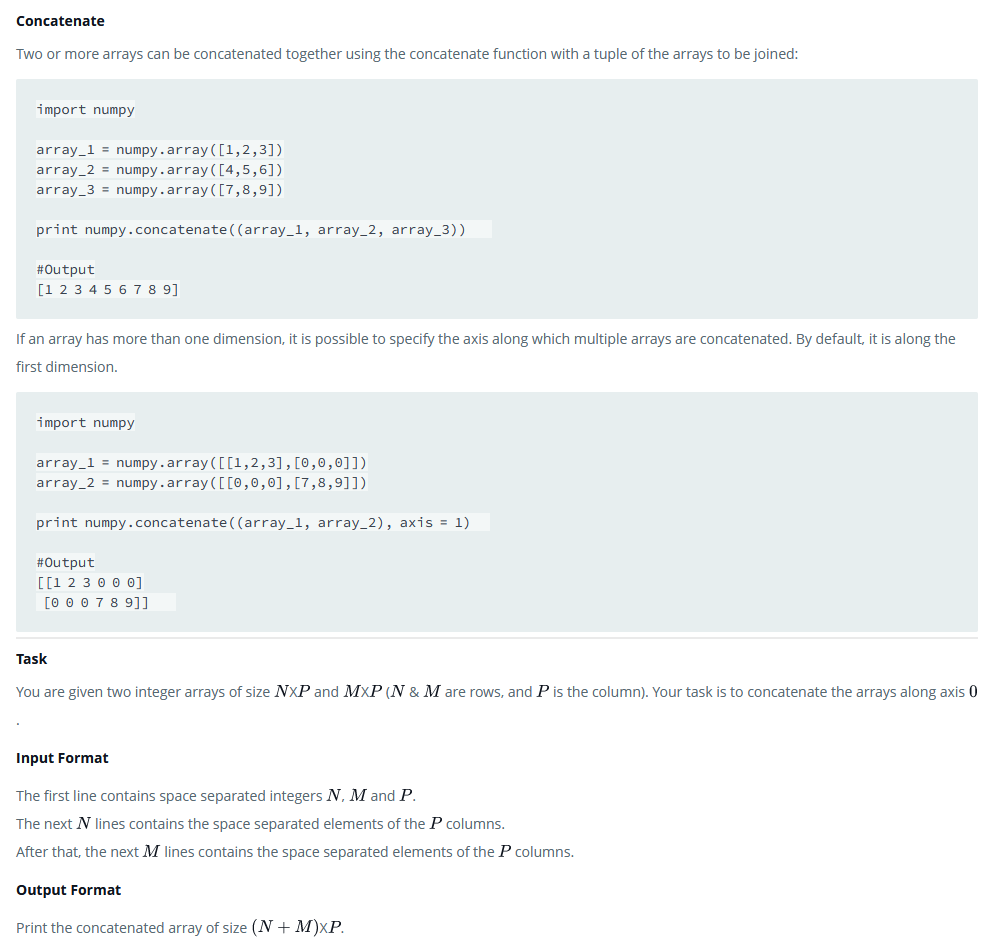 Concatenate
Two or more arrays can be concatenated together using the concatenate function with a tuple of the arrays to be joined:
import numpy
array_1 = numpy.array([1,2,3])
array_2 = numpy.array([4,5,6])
array_3 = numpy.array([7,8,9])
print numpy.concatenate((array_1, array_2, array_3))
#Output
[1 2 3 4 5 6 7 8 9]
If an array has more than one dimension, it is possible to specify the axis along which multiple arrays are concatenated. By default, it is along the
first dimension.
import numpy
array_1 = numpy.array([[1,2,3],[0,0,0]])
array_2 = numpy.array([[0,0,0],[7,8,9]])
print numpy.concatenate((array_1, array_2), axis = 1)
#Output
[[1 2 3 0 0 0]
 [0 0 0 7 8 9]]
Task
You are given two integer arrays of size NXP and MXP (N & M are rows, and P is the column). Your task is to concatenate the arrays along axis 0
.
Input Format
The first line contains space separated integers N, M and P.
The next N lines contains the space separated elements of the P columns.
After that, the next M lines contains the space separated elements of the P columns.
Output Format
Print the concatenated array of size (N + M)XP.